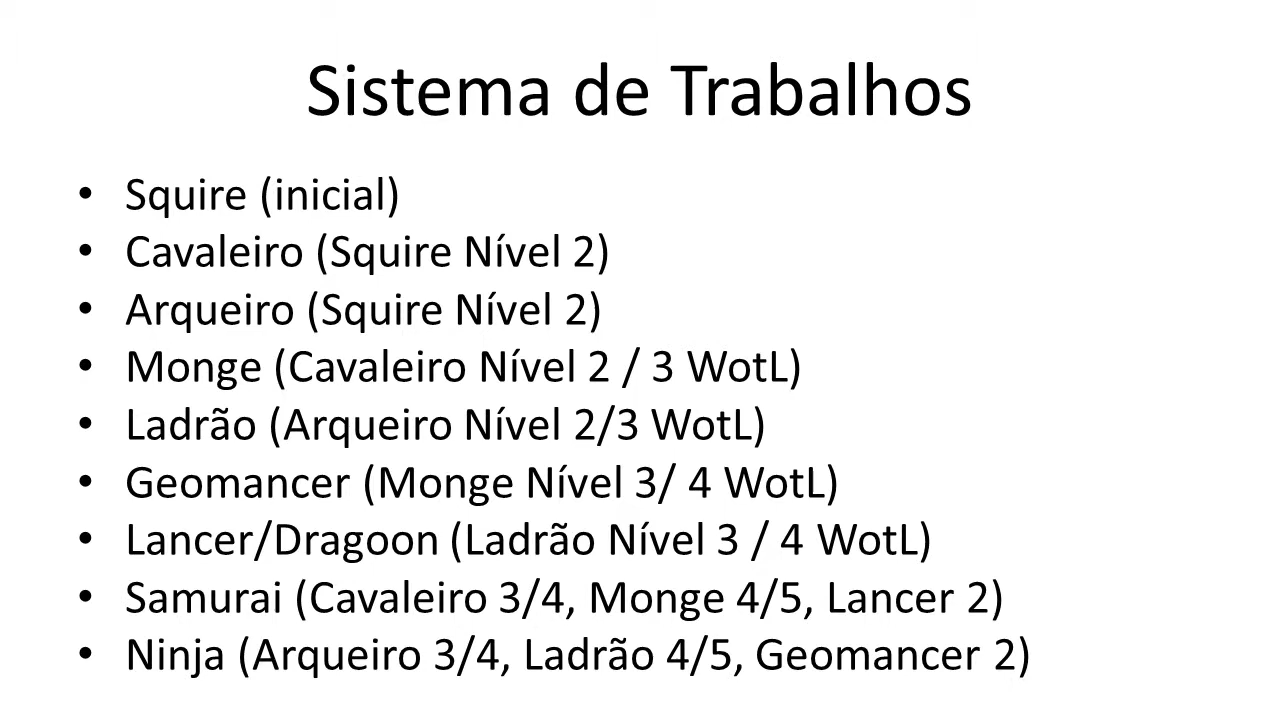 Sistema de Trabalhos
• Squire (inicial)
• Cavaleiro (Squire Nível 2)
• Arqueiro (Squire Nível 2)
• Monge (Cavaleiro Nível 2 / 3 WotL)
• Ladrão (Arqueiro Nível 2/3 WotL)
• Geomancer (Monge Nível 3/ 4 WotL)
• Lancer/Dragoon (Ladrão Nível 3 / 4 WotL)
• Samurai (Cavaleiro 3/4, Monge 4/5, Lancer 2)
• Ninja (Arqueiro 3/4, Ladrão 4/5, Geomancer 2)